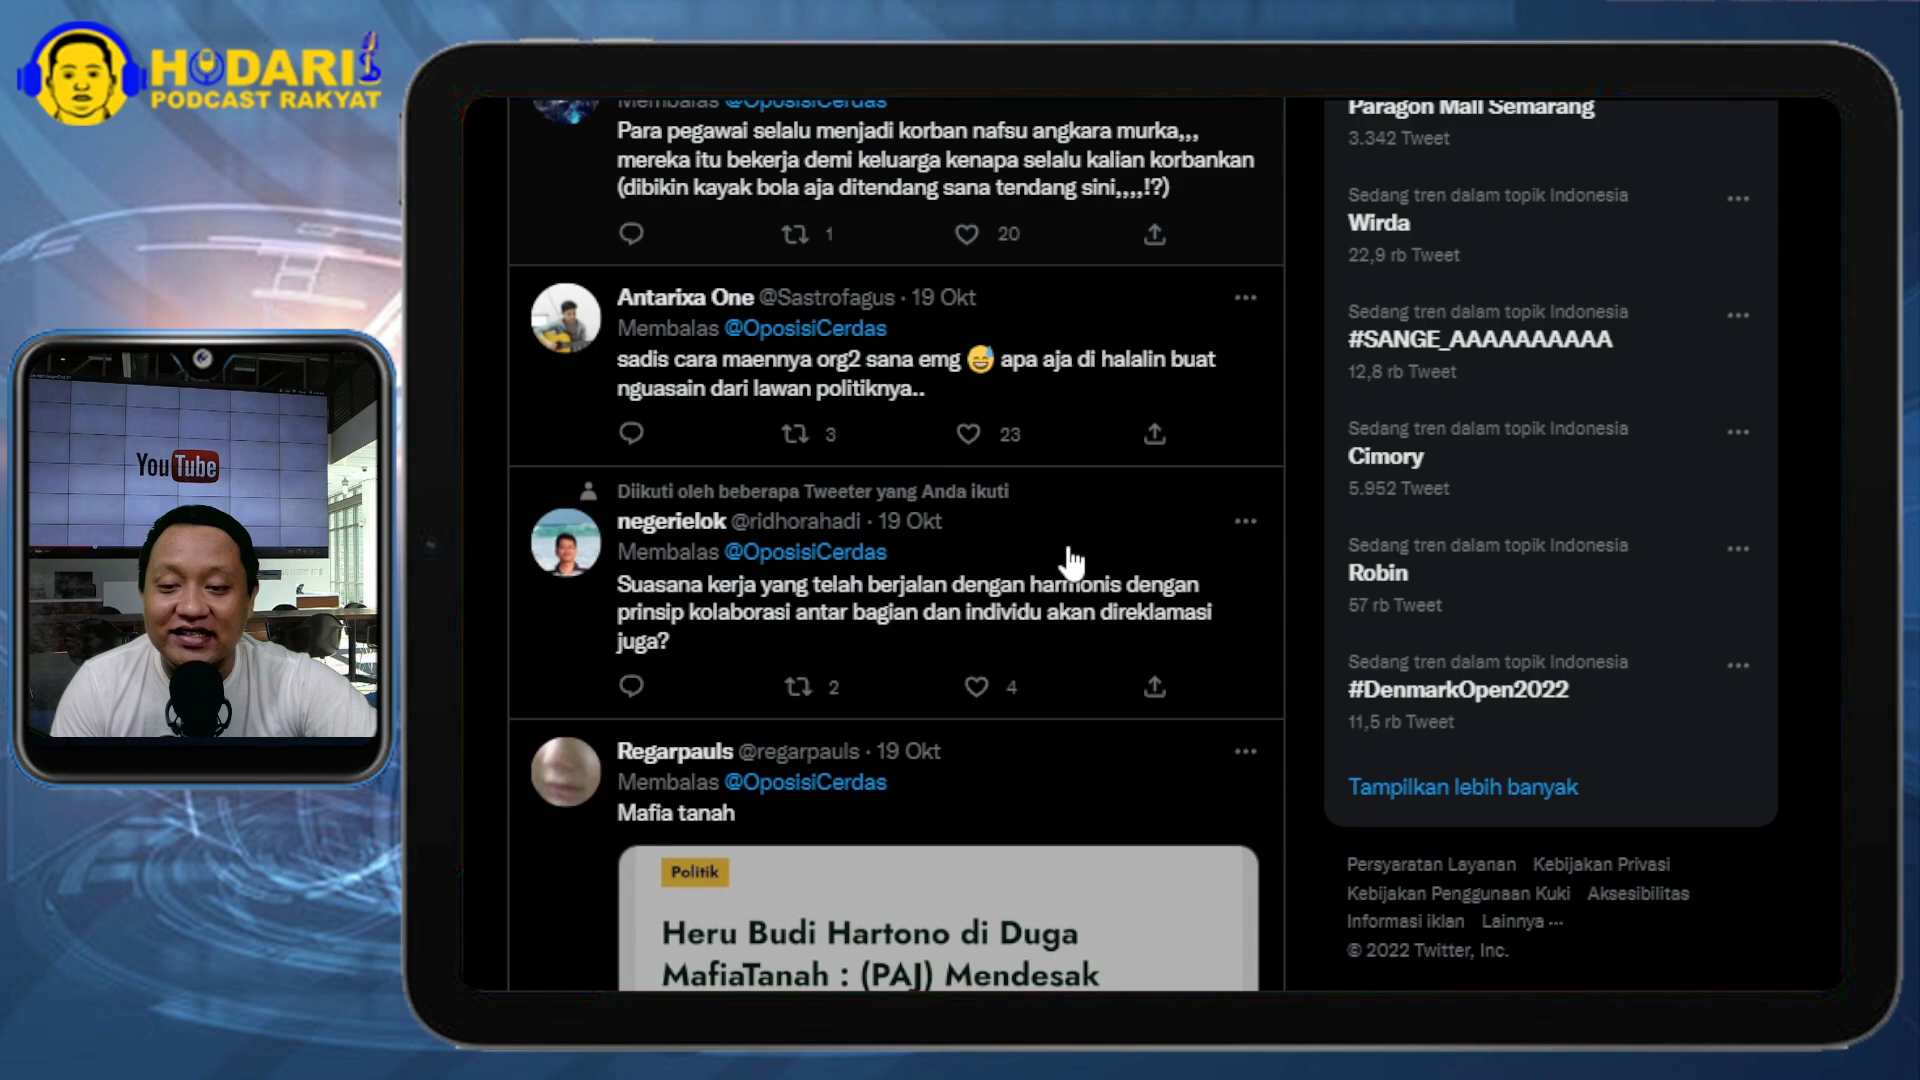 HODARI
PODCAST RAKYAT
YouTube
Membalas @OposisiCerdas
Para pegawai selalu menjadi korban nafsu angkara murka,,,
mereka itu bekerja demi keluarga kenapa selalu kalian korbankan
(dibikin kayak bola aja ditendang sana tendang sini,,,,!?)
1
20
Antarixa One @Sastrofagus · 19 Okt
Membalas @OposisiCerdas
sadis cara maennya org2 sana emg 😅 apa aja di halalin buat
nguasain dari lawan politiknya..
3
23
Diikuti oleh beberapa Tweeter yang Anda ikuti
negerielok @ridhorahadi · 19 Okt
Membalas @OposisiCerdas
Suasana kerja yang telah berjalan dengan harmonis dengan
prinsip kolaborasi antar bagian dan individu akan direklamasi
juga?
2
4
Regarpauls @regarpauls · 19 Okt
Membalas @OposisiCerdas
Mafia tanah
Politik
Heru Budi Hartono di Duga
MafiaTanah : (PAJ) Mendesak
Paragon Mall Semarang
3.342 Tweet
Sedang tren dalam topik Indonesia
Wirda
22,9 rb Tweet
Sedang tren dalam topik Indonesia
#SANGE_AAAAAAAAAA
12,8 rb Tweet
Sedang tren dalam topik Indonesia
Cimory
5.952 Tweet
Sedang tren dalam topik Indonesia
Robin
57 rb Tweet
Sedang tren dalam topik Indonesia
#DenmarkOpen2022
11,5 rb Tweet
Tampilkan lebih banyak
Persyaratan Layanan Kebijakan Privasi
Kebijakan Penggunaan Kuki Aksesibilitas
Informasi iklan Lainnya ···
© 2022 Twitter, Inc.